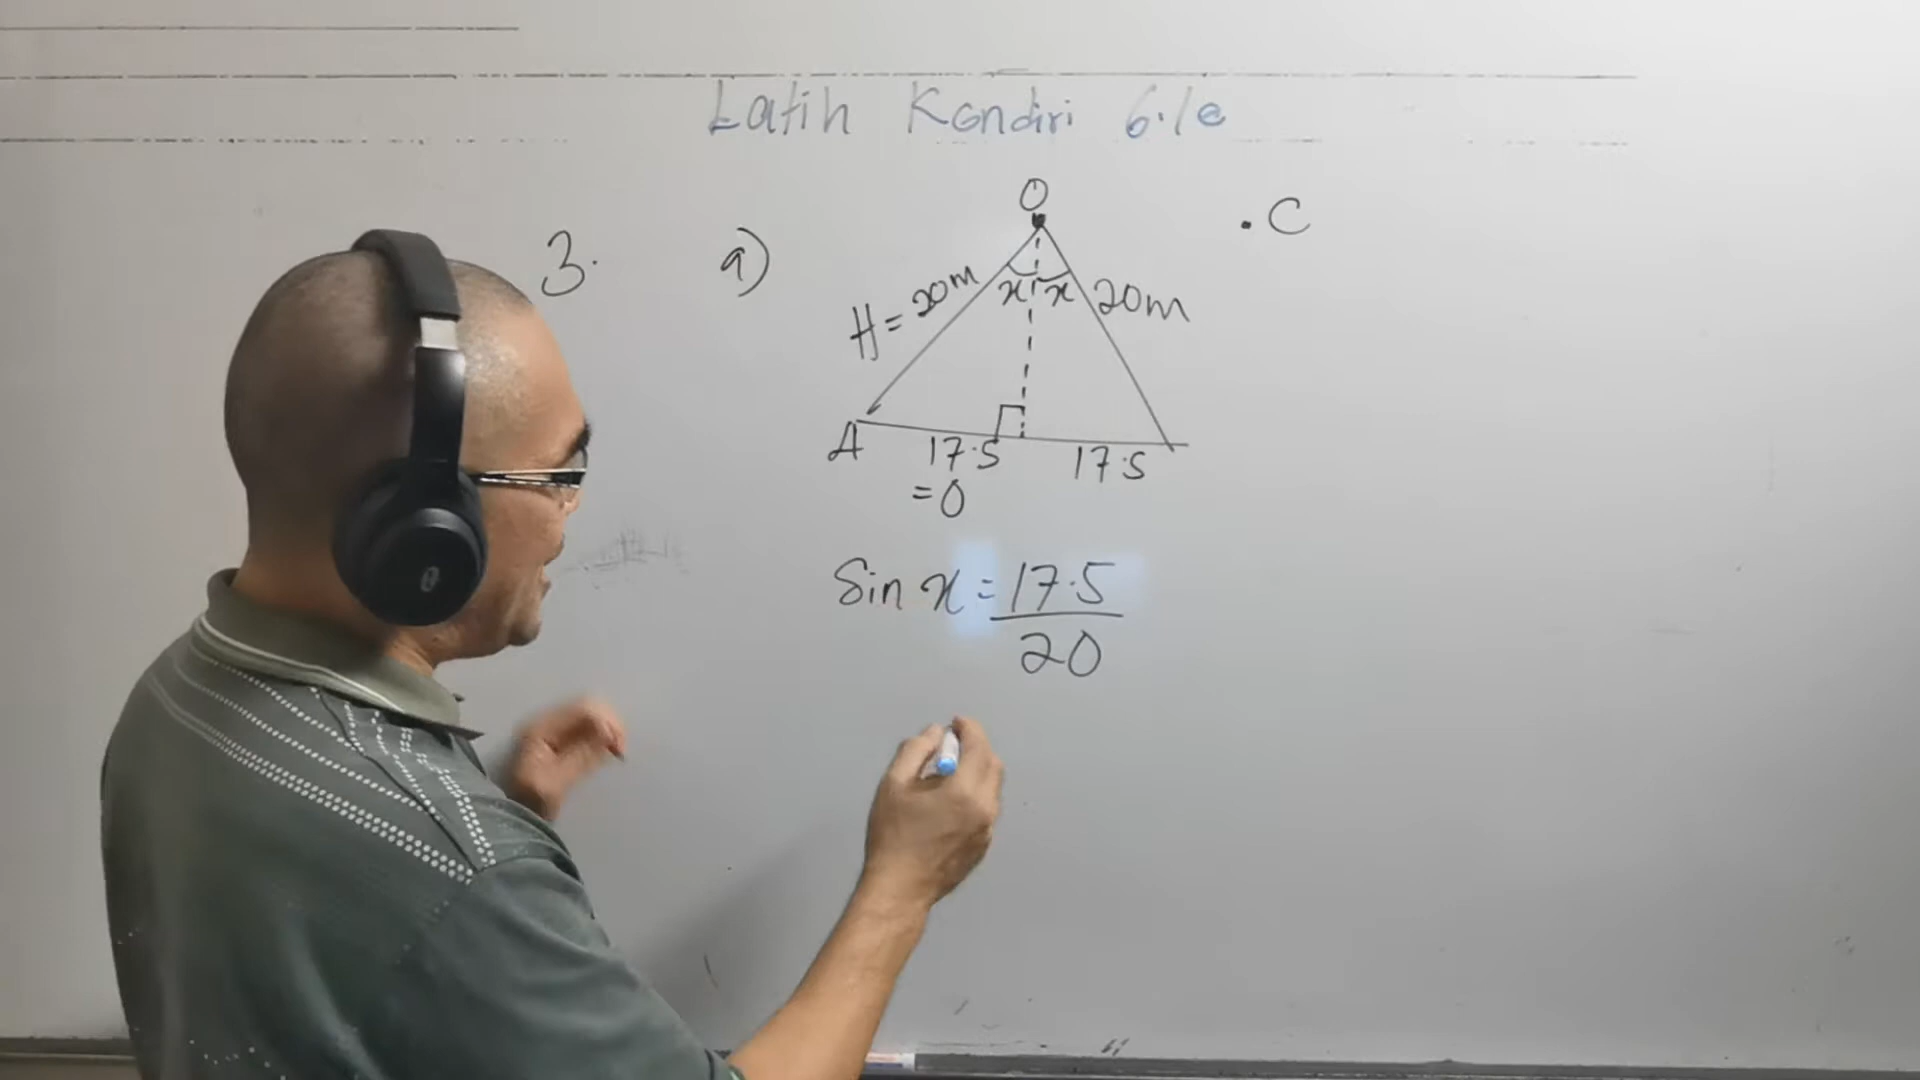 Latih Kendiri 6.1e
3. a)
O
. C
H = 20m
x x
20m
A
17.5 17.5
= O
Sin x = 17.5
20